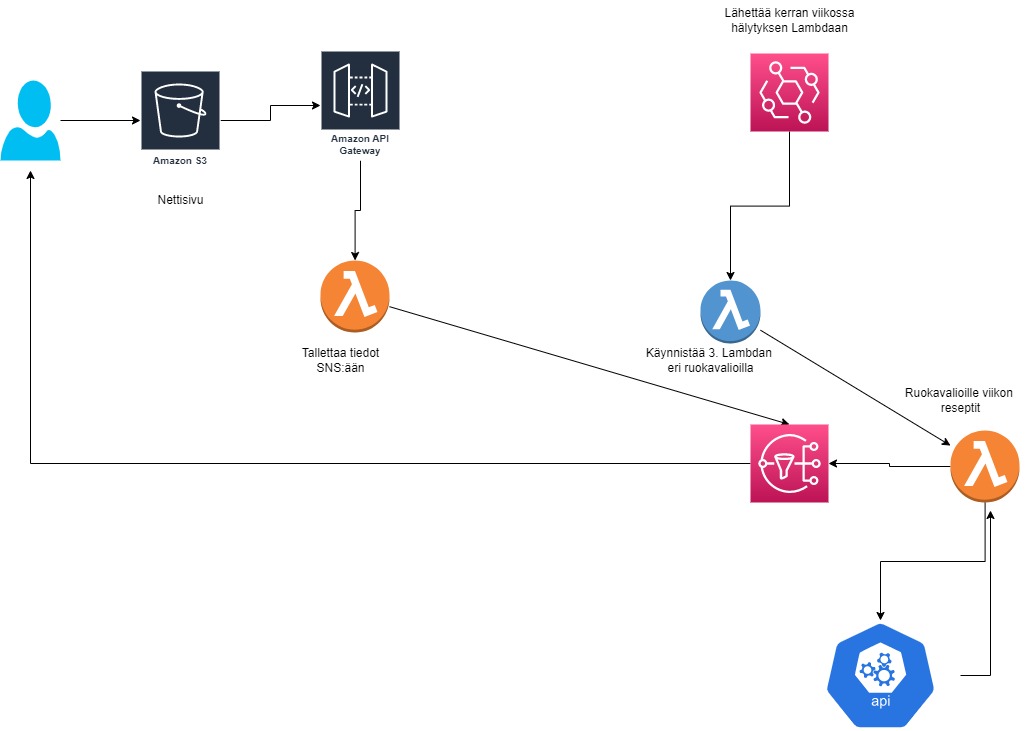 Lähettää kerran viikossa
hälytyksen Lambdaan
Amazon S3
Nettisivu
</>
Amazon API
Gateway
Tallettaa tiedot
SNS:ään
Käynnistää 3. Lambdan
eri ruokavalioilla
Ruokavalioille viikon
reseptit
api